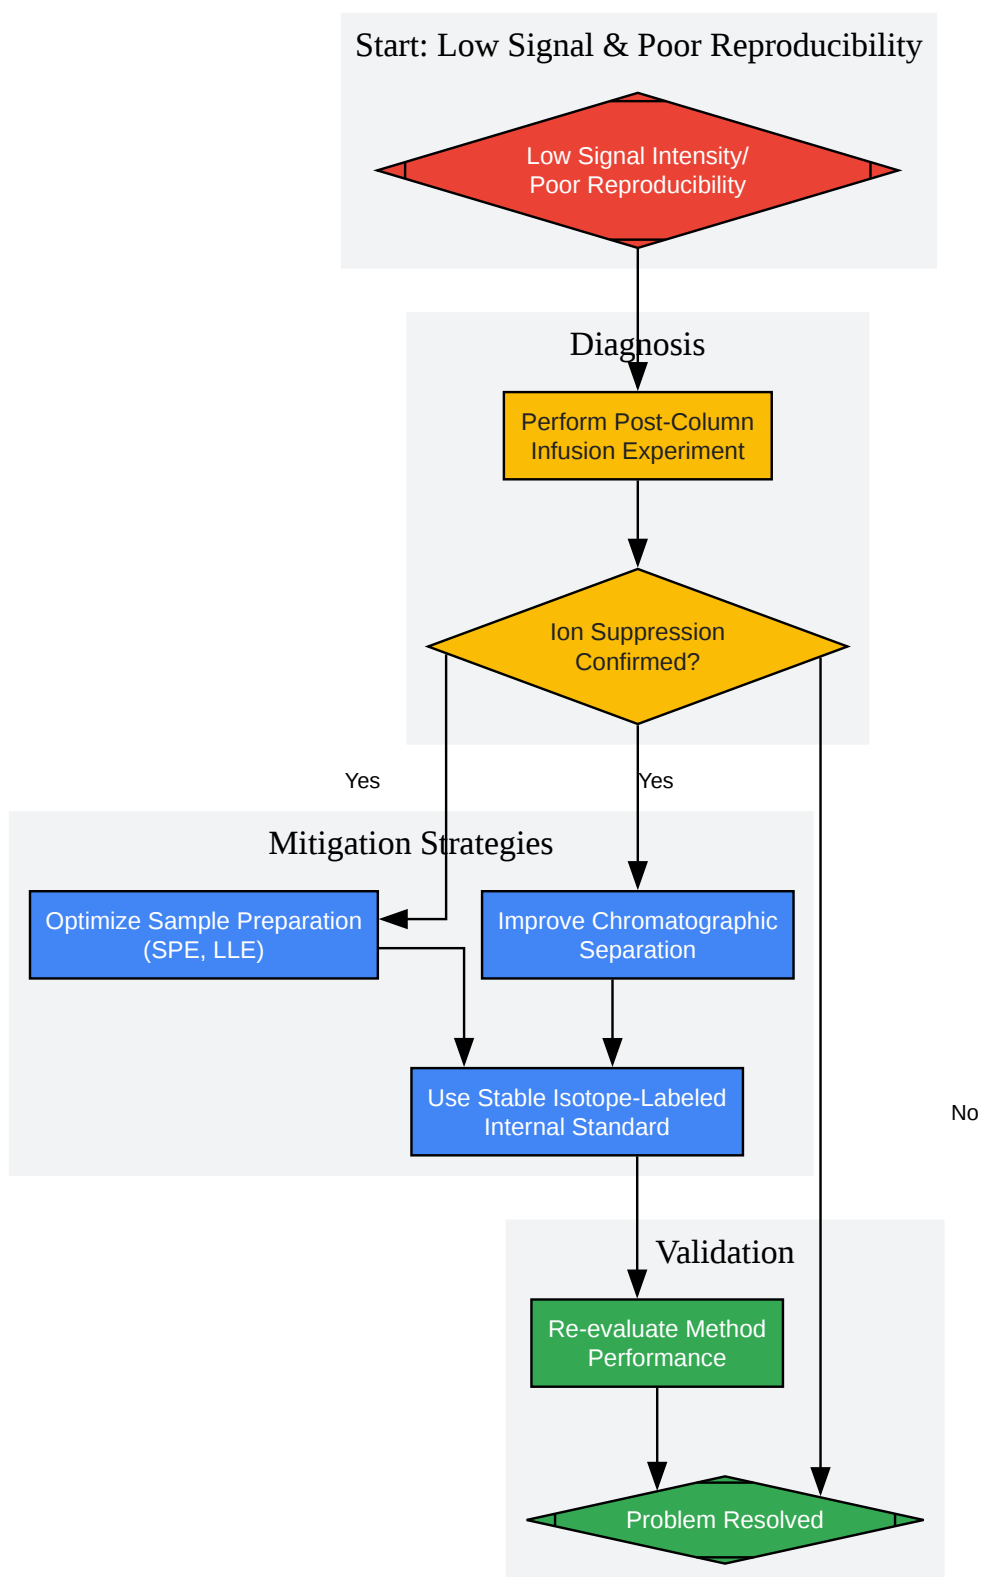 Start: Low Signal & Poor Reproducibility
Low Signal Intensity/
Poor Reproducibility
Diagnosis
Perform Post-Column
Infusion Experiment
Ion Suppression
Confirmed?
Yes
Yes
Mitigation Strategies
Optimize Sample Preparation
(SPE, LLE)
Improve Chromatographic
Separation
Use Stable Isotope-Labeled
Internal Standard
No
Validation
Re-evaluate Method
Performance
Problem Resolved